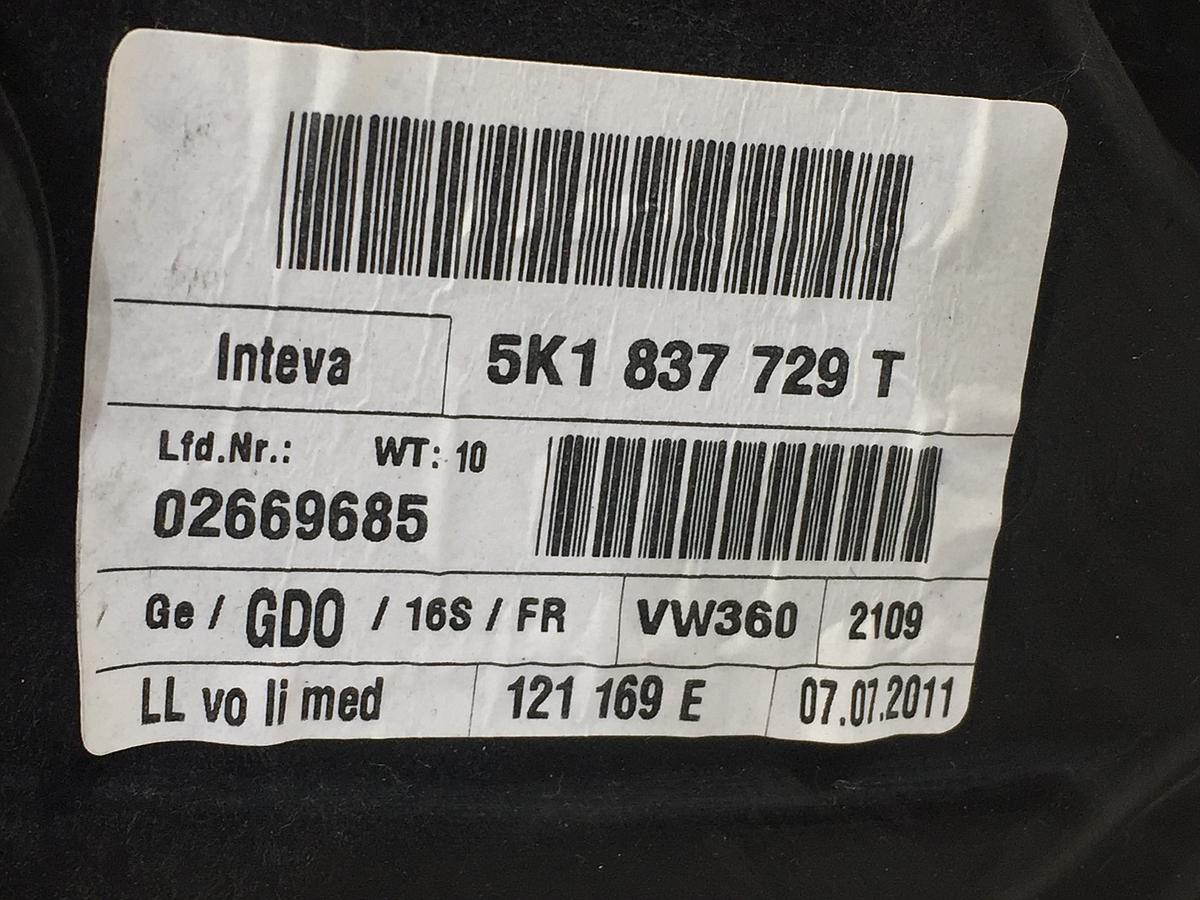 Inteva 5K1 837 729 T
Lfd.Nr.: WT: 10
02669685
Ge / GDO / 16S / FR VW360 2109
LL vo li med 121 169 E 07.07.2011